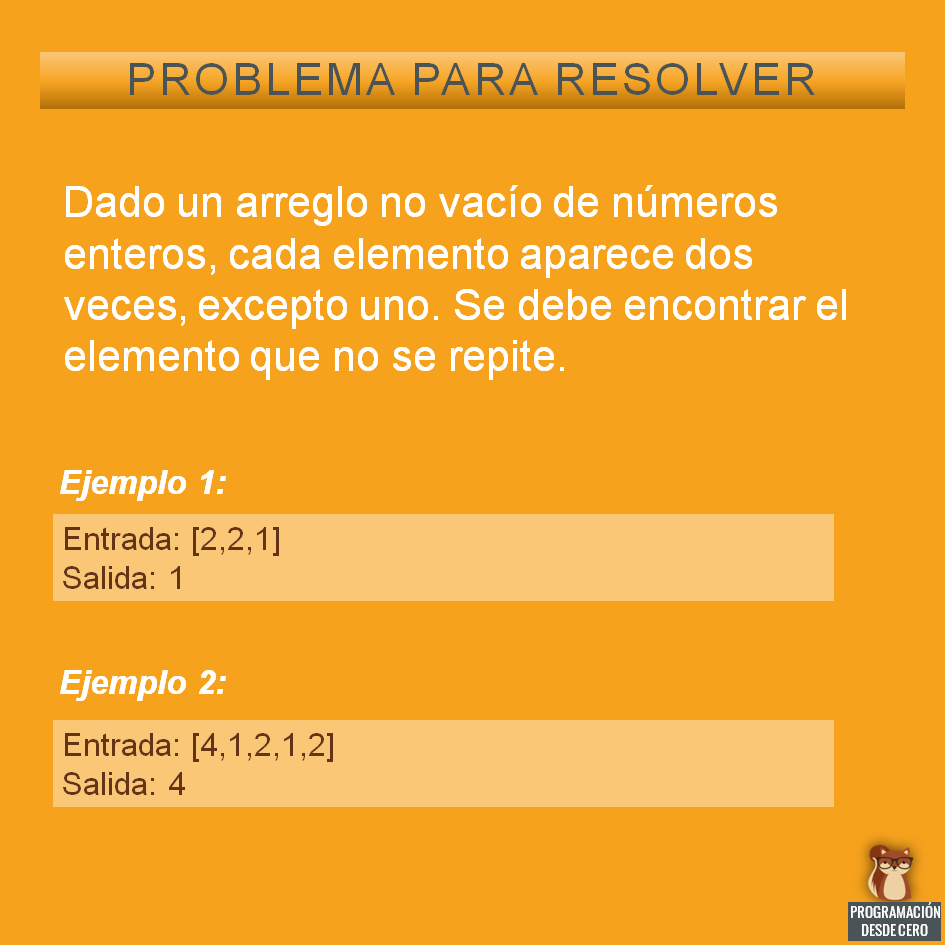 PROBLEMA PARA RESOLVER
Dado un arreglo no vacío de números
enteros, cada elemento aparece dos
veces, excepto uno. Se debe encontrar el
elemento que no se repite.
Ejemplo 1:
Entrada: [2,2,1]
Salida: 1
Ejemplo 2:
Entrada: [4,1,2,1,2]
Salida: 4
PROGRAMACIÓN
DESDE CERO